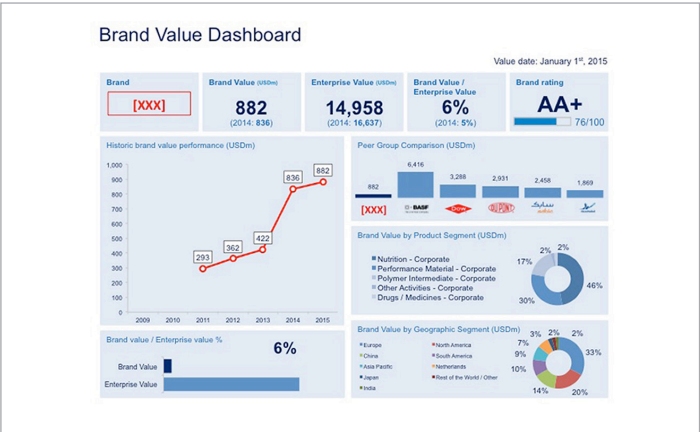 Brand Value Dashboard
Value date: January 1st, 2015
Brand
[XXX]
Brand Value (USDm)
882
(2014: 836)
Enterprise Value (USDm)
14,958
(2014: 16,637)
Brand Value /
Enterprise Value
6%
(2014: 5%)
Brand rating
AA+
76/100
Historic brand value performance (USDm)
1,000
900
800
700
600
500
400
300
200
100
0
293
362
422
836
882
2009 2010 2011 2012 2013 2014 2015
Peer Group Comparison (USDm)
882
6,416
3,288
2,931
2,458
1,869
[XXX]
BASF
Dow
DUPONT
سابك
Brand Value by Product Segment (USDm)
Nutrition - Corporate
Performance Material - Corporate
Polymer Intermediate - Corporate
Other Activities - Corporate
Drugs / Medicines - Corporate
2% 2%
17%
46%
30%
Brand value / Enterprise value %
6%
Brand Value
Enterprise Value
Brand Value by Geographic Segment (USDm)
Europe
North America
China
South America
Asia Pacific
Netherlands
Japan
Rest of the World / Other
India
3% 2% 2%
7%
33%
9%
10%
14%
20%